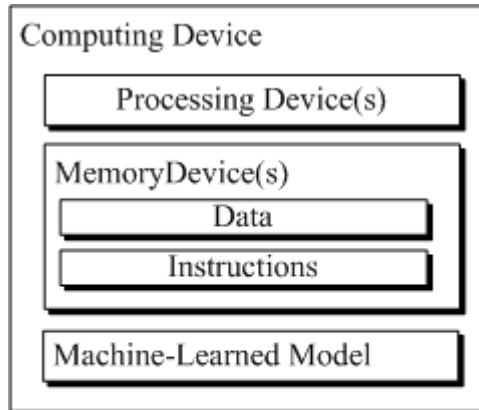 Computing Device
Processing Device(s)
MemoryDevice(s)
Data
Instructions
Machine-Learned Model